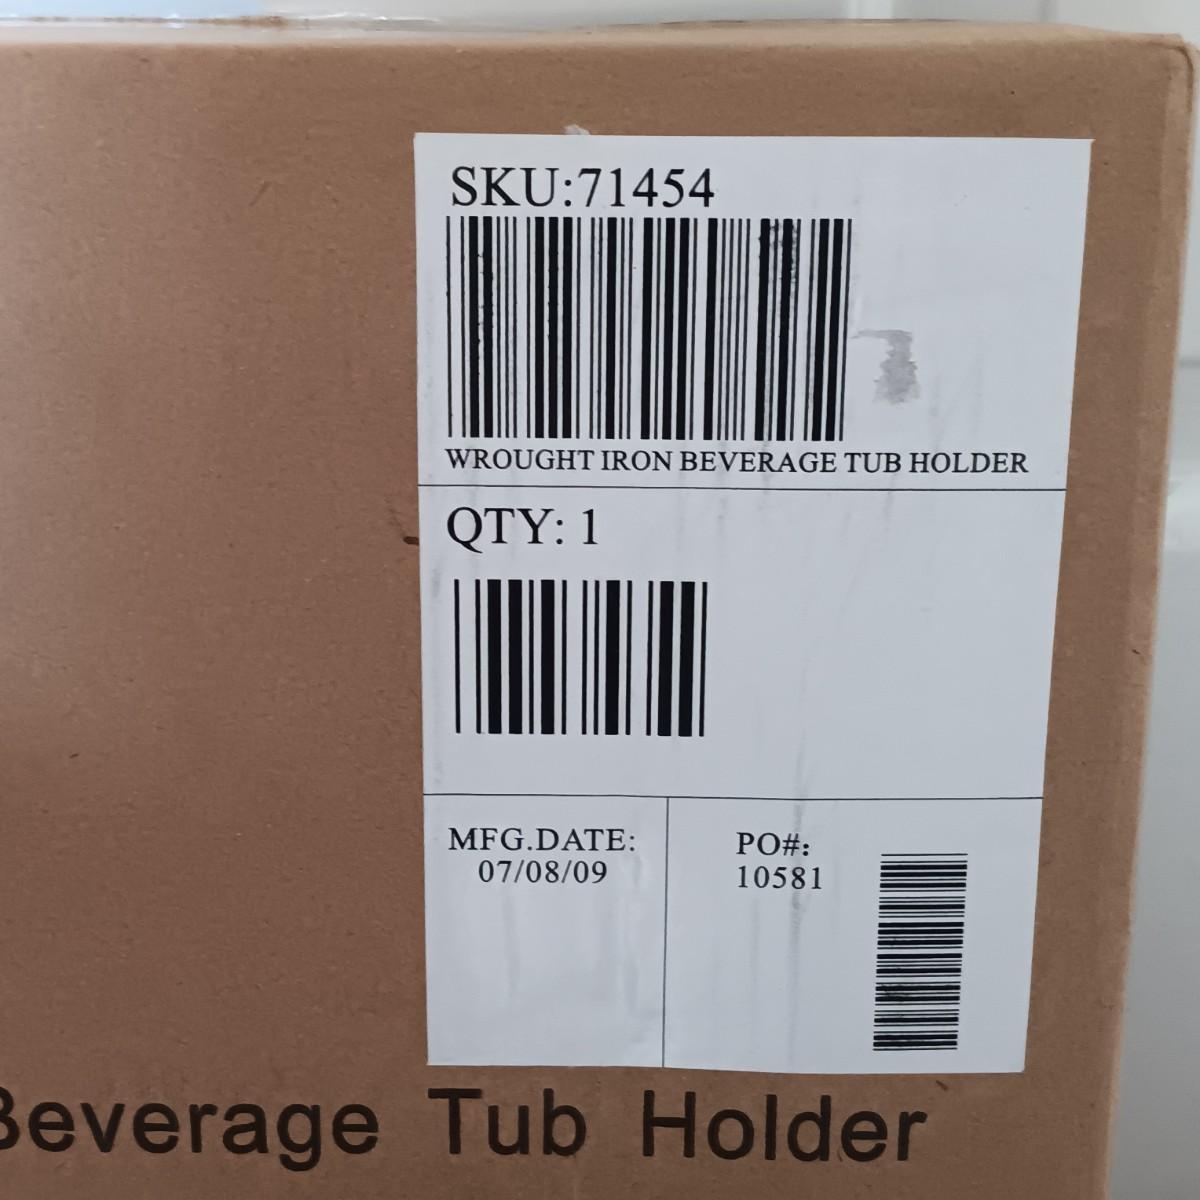 SKU:71454
WROUGHT IRON BEVERAGE TUB HOLDER
QTY: 1
MFG.DATE:
07/08/09
PO#:
10581
Beverage Tub Holder